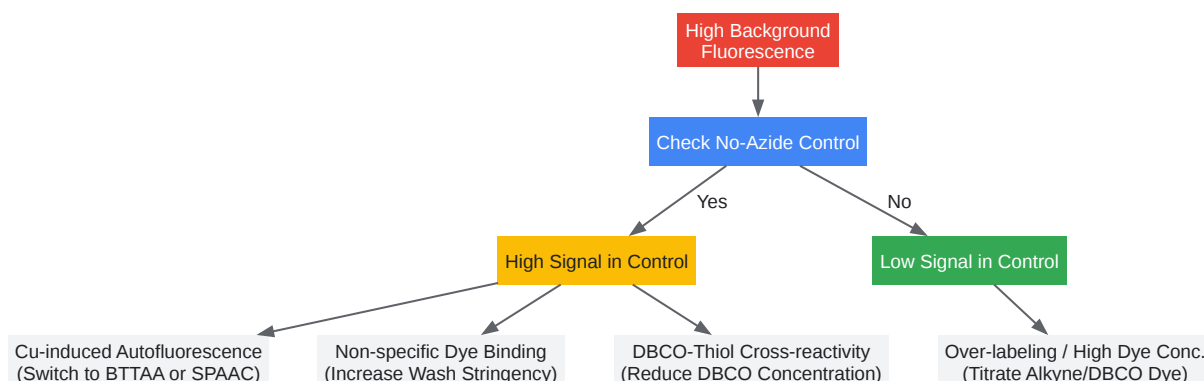 High Background
Fluorescence
Check No-Azide Control
Yes
No
High Signal in Control
Low Signal in Control
Cu-induced Autofluorescence
(Switch to BTTAA or SPAAC)
Non-specific Dye Binding
(Increase Wash Stringency)
DBCO-Thiol Cross-reactivity
(Reduce DBCO Concentration)
Over-labeling / High Dye Conc.
(Titrate Alkyne/DBCO Dye)